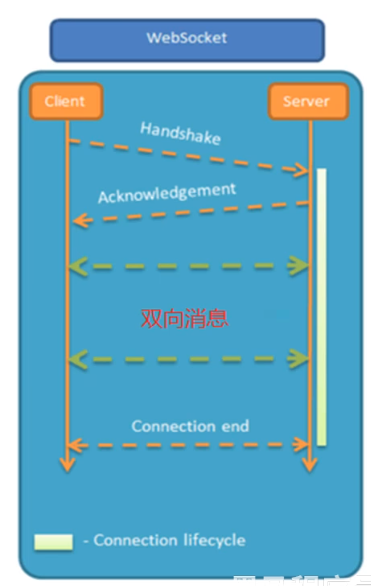 WebSocket
Client
Server
Handshake
Acknowledgement
双向消息
Connection end
- Connection lifecycle